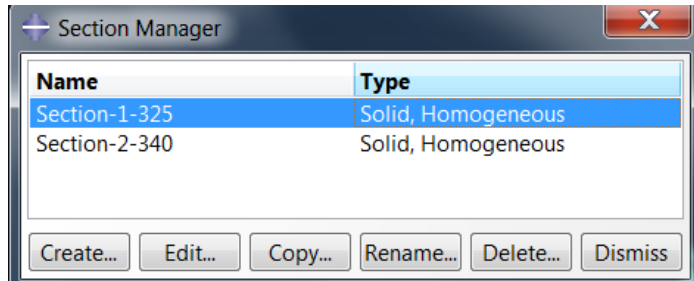 Section Manager
X
Name Type
Section-1-325 Solid, Homogeneous
Section-2-340 Solid, Homogeneous
Create... Edit... Copy... Rename... Delete... Dismiss